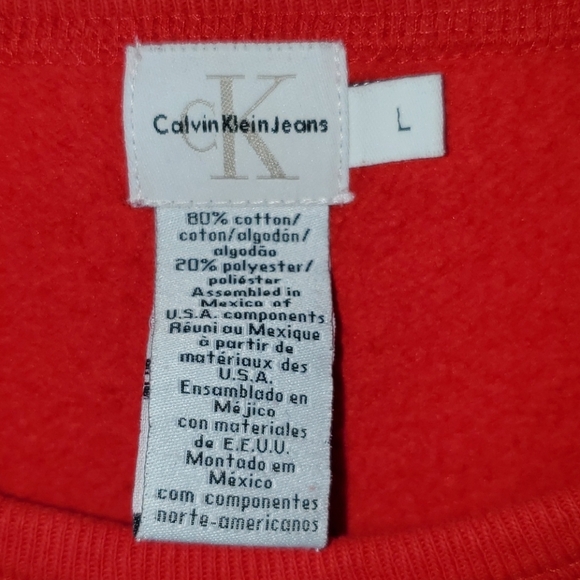 CK
CalvinKleinJeans
L
80% cotton/
coton/algodón/
algodão
20% polyester/
poliéster
Assembled in
Mexico of
U.S.A. components
Réuni au Mexique
à partir de
matériaux des
U.S.A.
Ensamblado en
Méjico
con materiales
de E.E.U.U.
Montado em
México
com componentes
norte-americanos